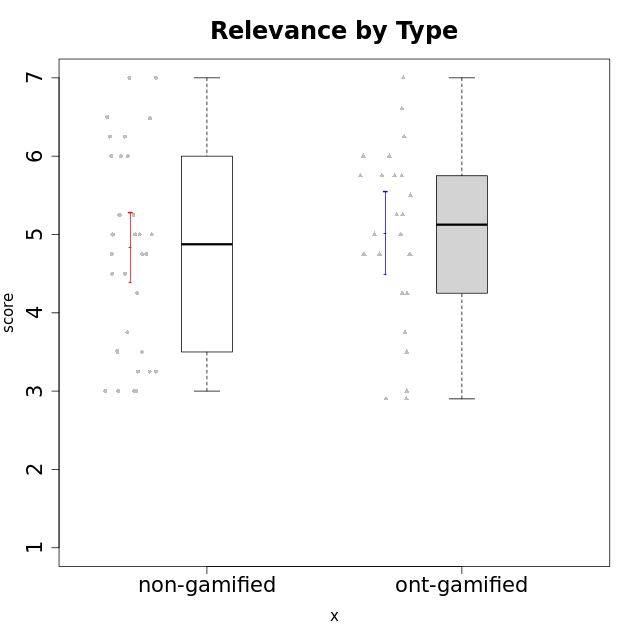 Relevance by Type
7
6
5
4
3
2
1
score
non-gamified
ont-gamified
x